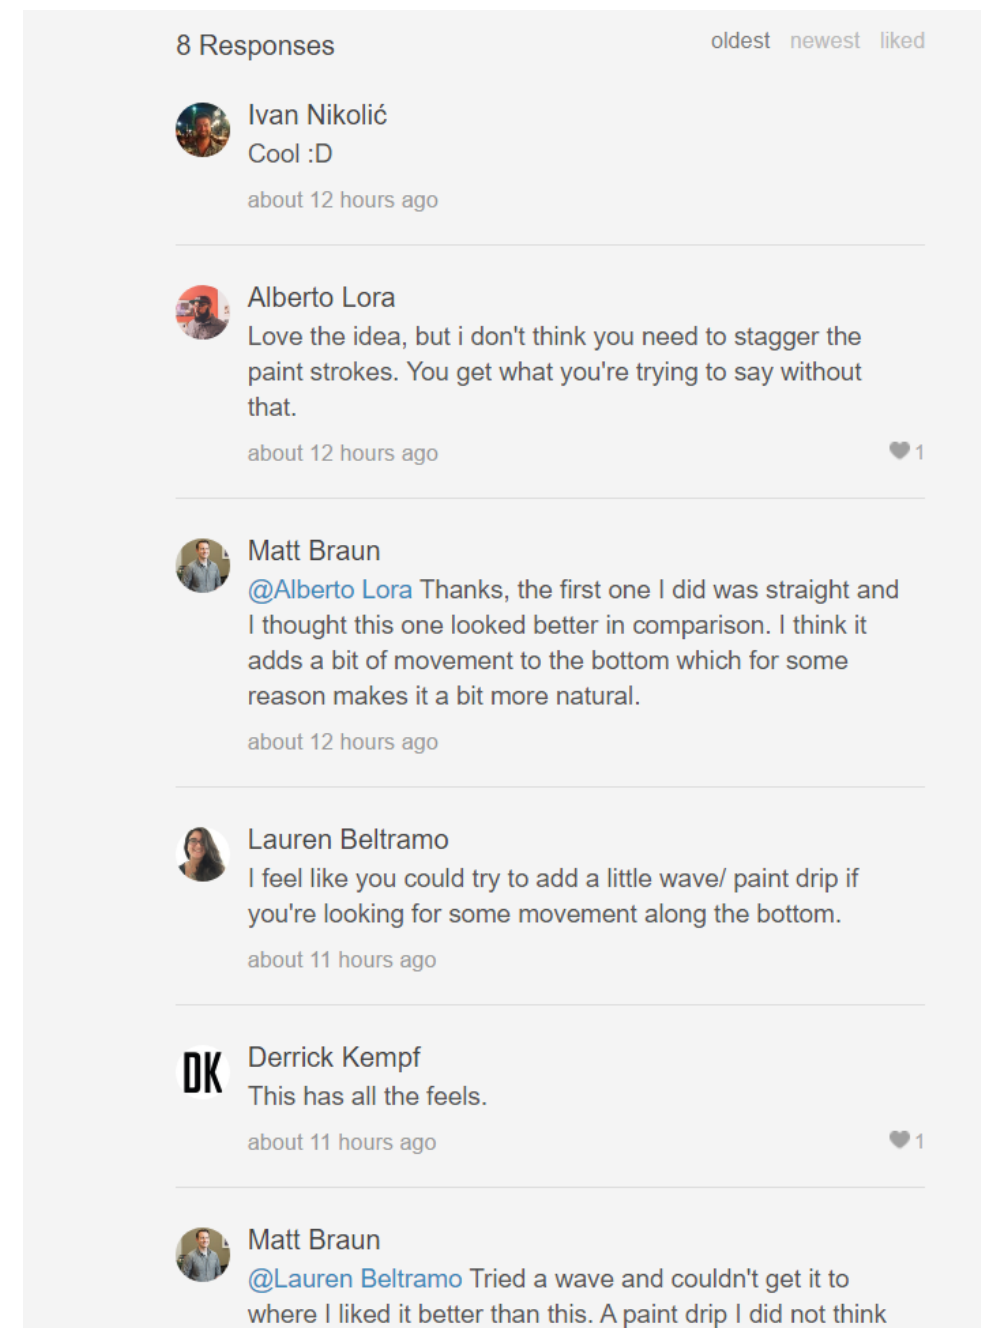 8 Responses
oldest newest liked
Ivan Nikolić
Cool :D
about 12 hours ago
Alberto Lora
Love the idea, but i don't think you need to stagger the
paint strokes. You get what you're trying to say without
that.
about 12 hours ago
1
Matt Braun
@Alberto Lora Thanks, the first one I did was straight and
I thought this one looked better in comparison. I think it
adds a bit of movement to the bottom which for some
reason makes it a bit more natural.
about 12 hours ago
Lauren Beltramo
I feel like you could try to add a little wave/ paint drip if
you're looking for some movement along the bottom.
about 11 hours ago
DK
Derrick Kempf
This has all the feels.
about 11 hours ago
1
Matt Braun
@Lauren Beltramo Tried a wave and couldn't get it to
where I liked it better than this. A paint drip I did not think